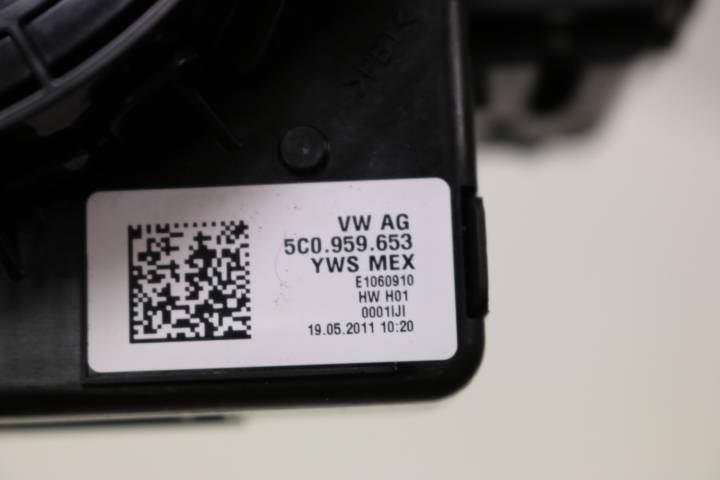 VW AG
5C0.959.653
YWS MEX
E1060910
HW H01
0001IJI
19.05.2011 10:20